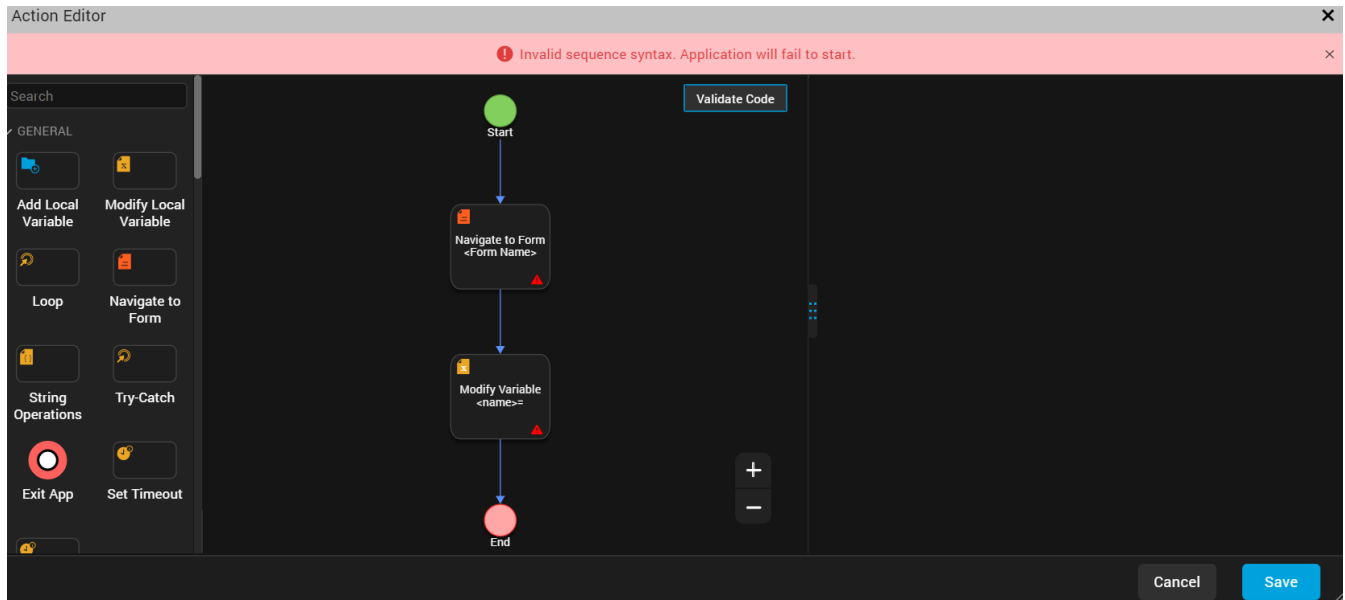 Action Editor
Invalid sequence syntax. Application will fail to start.
Search
GENERAL
Add Local
Variable
Modify Local
Variable
Loop
Navigate to
Form
String
Operations
Try-Catch
Exit App
Set Timeout
Validate Code
Start
Navigate to Form
<Form Name>
Modify Variable
<name>=
End
Cancel
Save